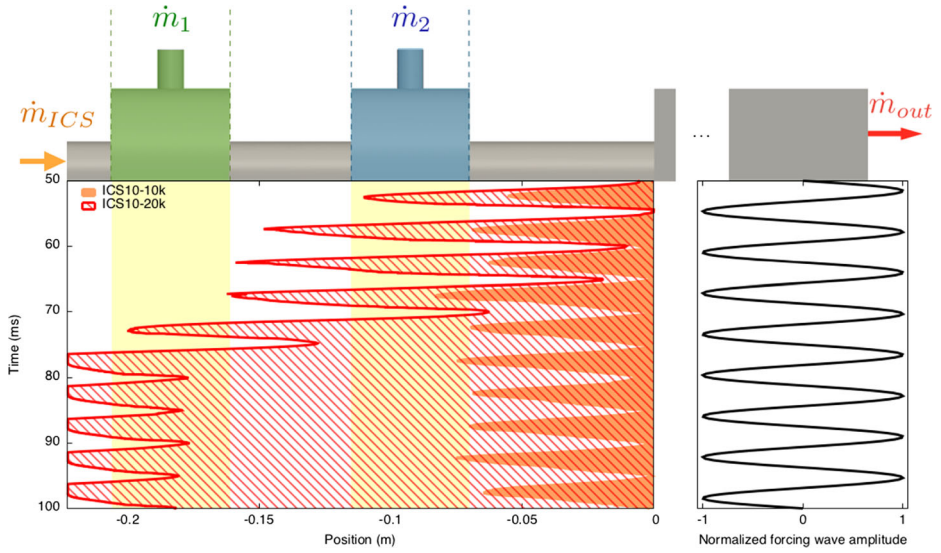 ṁ1
ṁ2
ṁICS
ṁout
...
ICS10-10k
ICS10-20k
50
60
70
80
90
100
Time (ms)
-0.2
-0.15
-0.1
-0.05
0
Position (m)
-1
0
1
Normalized forcing wave amplitude